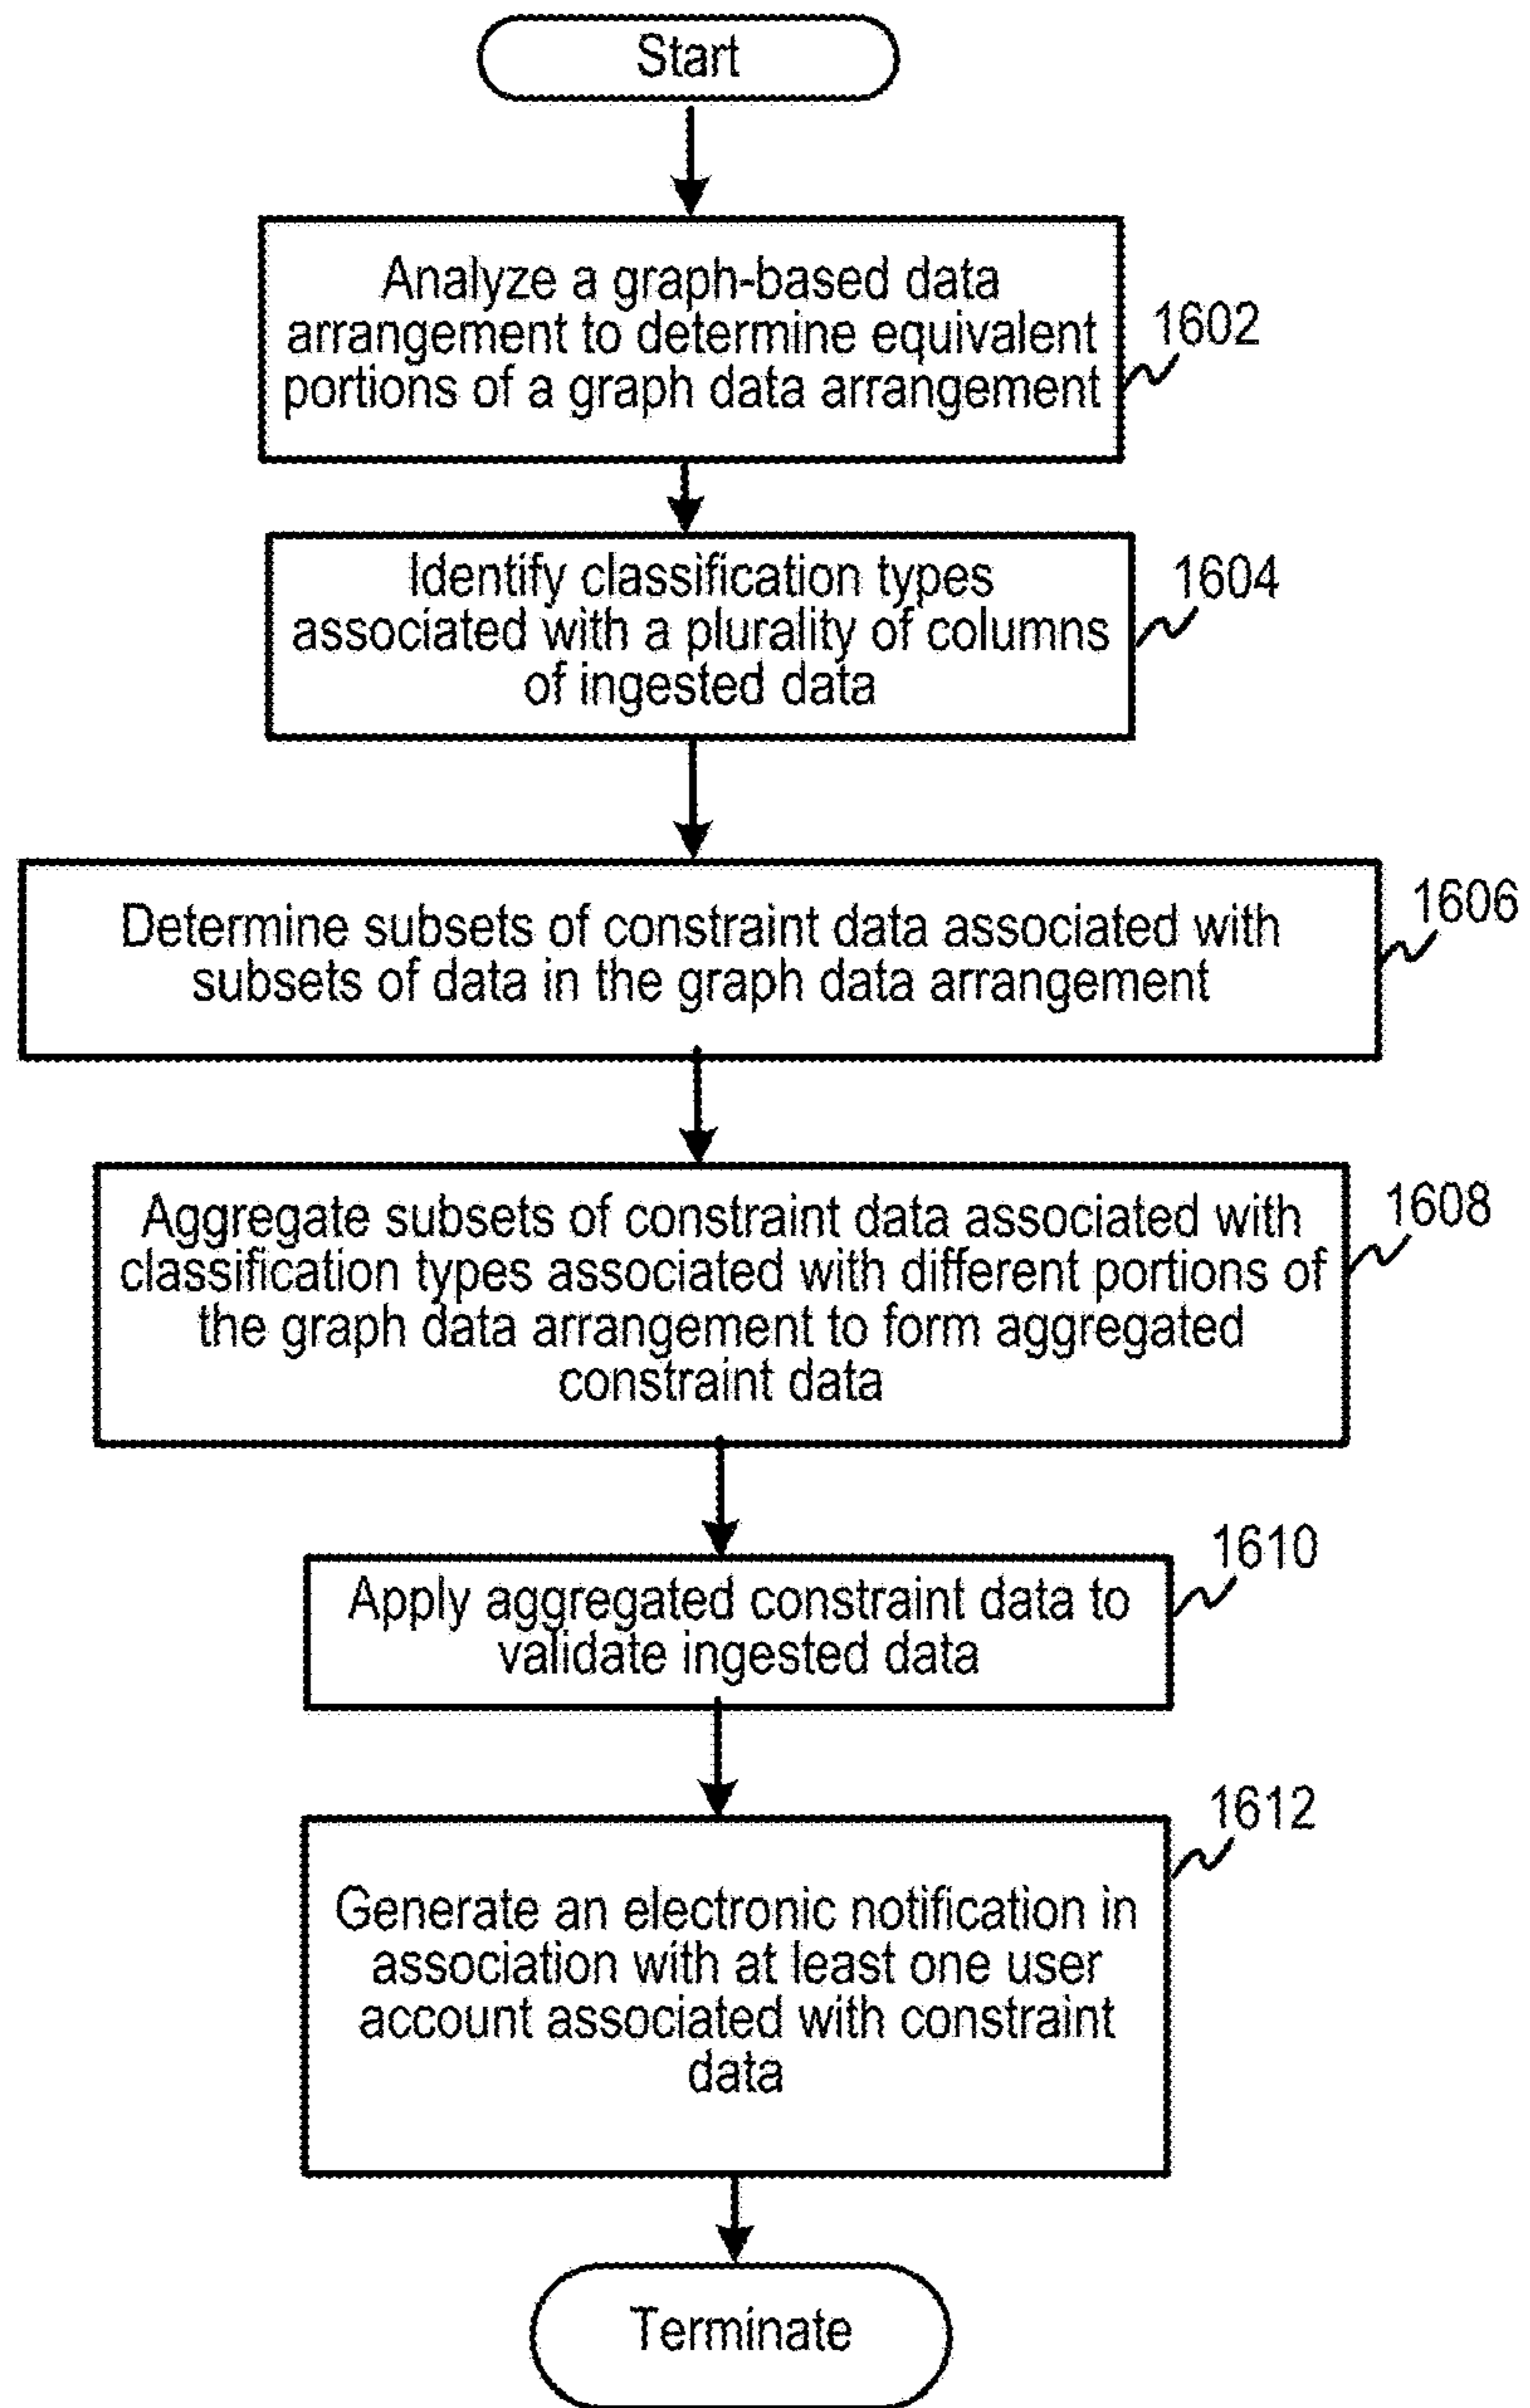 Start
Analyze a graph-based data
arrangement to determine equivalent
portions of a graph data arrangement
1602
Identify classification types
associated with a plurality of columns
of ingested data
1604
Determine subsets of constraint data associated with
subsets of data in the graph data arrangement
1606
Aggregate subsets of constraint data associated with
classification types associated with different portions of
the graph data arrangement to form aggregated
constraint data
1608
Apply aggregated constraint data to
validate ingested data
1610
Generate an electronic notification in
association with at least one user
account associated with constraint
data
1612
Terminate